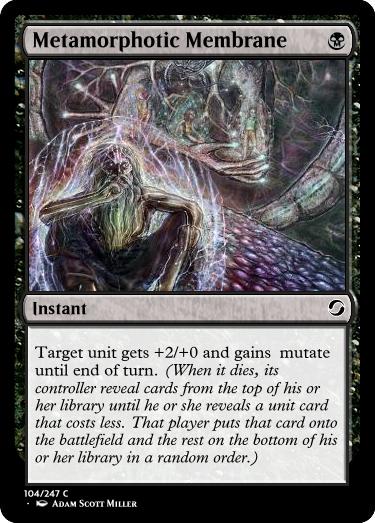 Metamorphotic Membrane
Instant
Target unit gets +2/+0 and gains mutate
until end of turn. (When it dies, its
controller reveal cards from the top of his or
her library until he or she reveals a unit card
that costs less. That player puts that card onto
the battlefield and the rest on the bottom of his
or her library in a random order.)
104/247 C
· Adam Scott Miller